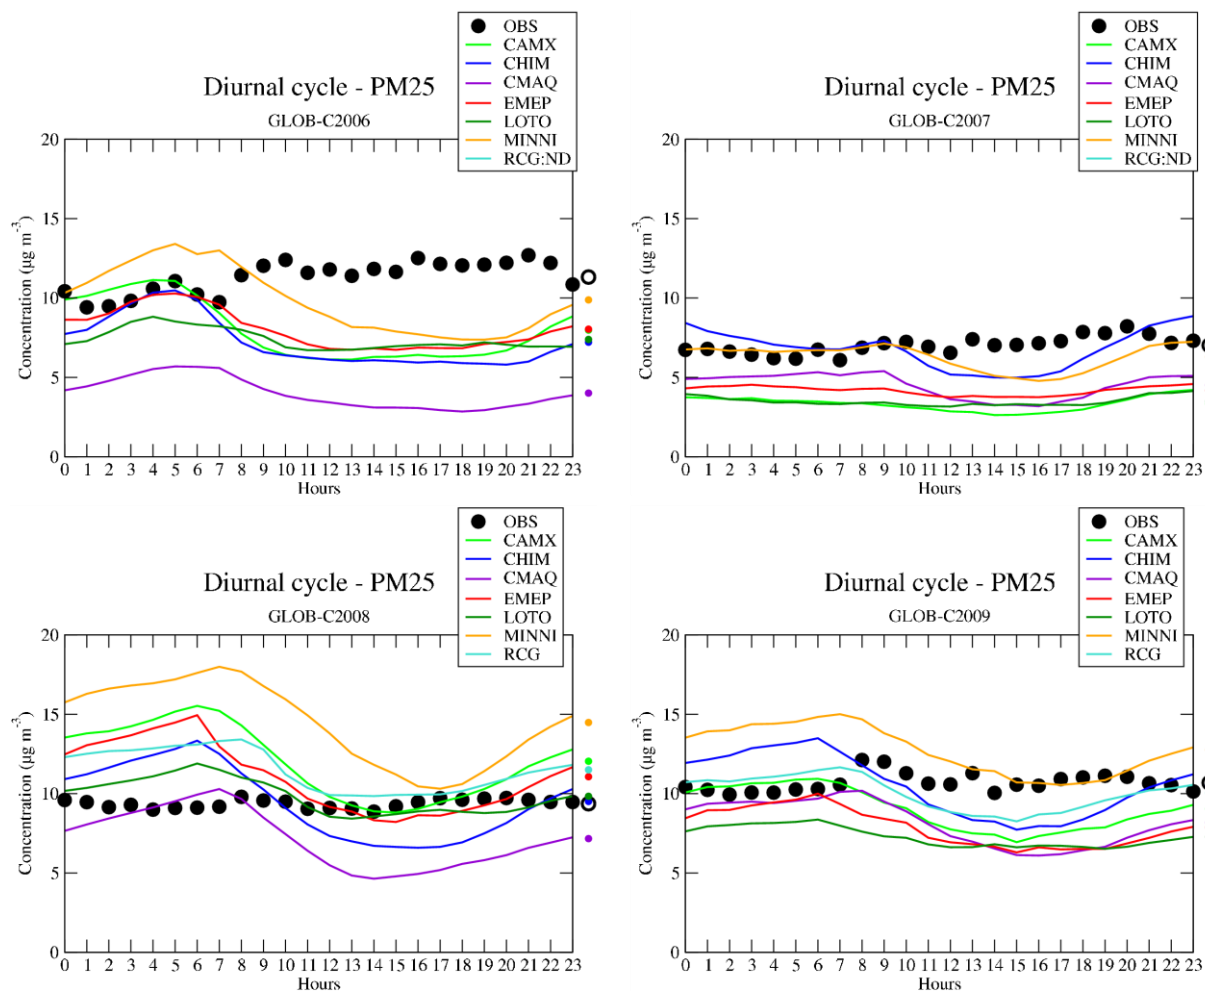 Diurnal cycle - PM25
GLOB-C2006
OBS
CAMX
CHIM
CMAQ
EMEP
LOTO
MINNI
RCG:ND
20
15
10
5
0
Concentration (µg m⁻³)
0 1 2 3 4 5 6 7 8 9 10 11 12 13 14 15 16 17 18 19 20 21 22 23
Hours
Diurnal cycle - PM25
GLOB-C2007
OBS
CAMX
CHIM
CMAQ
EMEP
LOTO
MINNI
RCG:ND
20
15
10
5
0
Concentration (µg m⁻³)
0 1 2 3 4 5 6 7 8 9 10 11 12 13 14 15 16 17 18 19 20 21 22 23
Hours
Diurnal cycle - PM25
GLOB-C2008
OBS
CAMX
CHIM
CMAQ
EMEP
LOTO
MINNI
RCG
20
15
10
5
0
Concentration (µg m⁻³)
0 1 2 3 4 5 6 7 8 9 10 11 12 13 14 15 16 17 18 19 20 21 22 23
Hours
Diurnal cycle - PM25
GLOB-C2009
OBS
CAMX
CHIM
CMAQ
EMEP
LOTO
MINNI
RCG
20
15
10
5
0
Concentration (µg m⁻³)
0 1 2 3 4 5 6 7 8 9 10 11 12 13 14 15 16 17 18 19 20 21 22 23
Hours